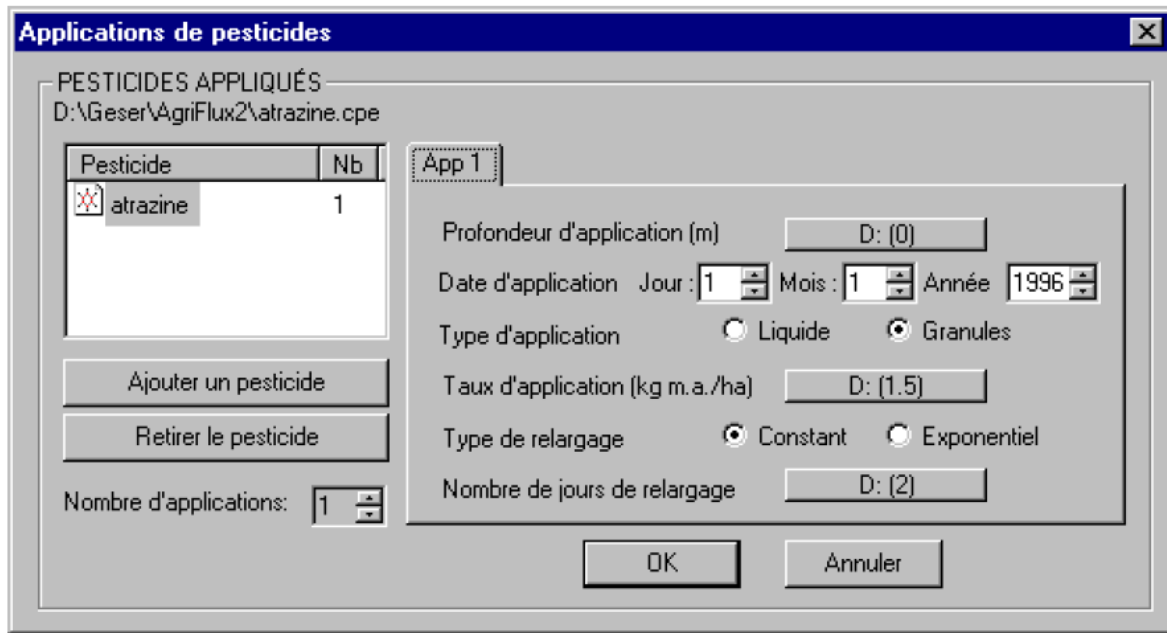 Applications de pesticides
PESTICIDES APPLIQUÉS
D:\Geser\AgriFlux2\atrazine.cpe
Pesticide Nb
atrazine 1
Ajouter un pesticide
Retirer le pesticide
Nombre d'applications: 1
App 1
Profondeur d'application (m) D: (0)
Date d'application Jour : 1 Mois : 1 Année 1996
Type d'application Liquide Granules
Taux d'application (kg m.a./ha) D: (1.5)
Type de relargage Constant Exponentiel
Nombre de jours de relargage D: (2)
OK Annuler